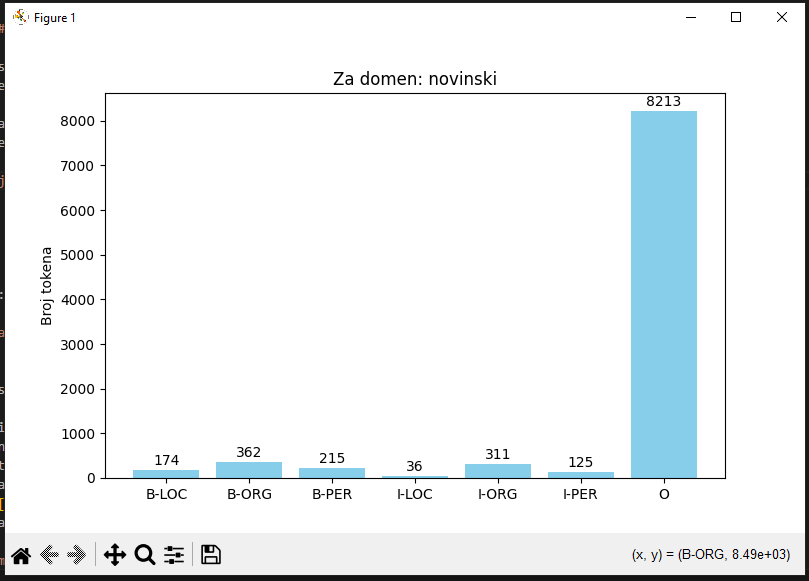 Figure 1
Za domen: novinski
8213
8000
7000
6000
5000
4000
3000
2000
1000
0
Broj tokena
174
362
215
36
311
125
B-LOC
B-ORG
B-PER
I-LOC
I-ORG
I-PER
O
(x, y) = (B-ORG, 8.49e+03)